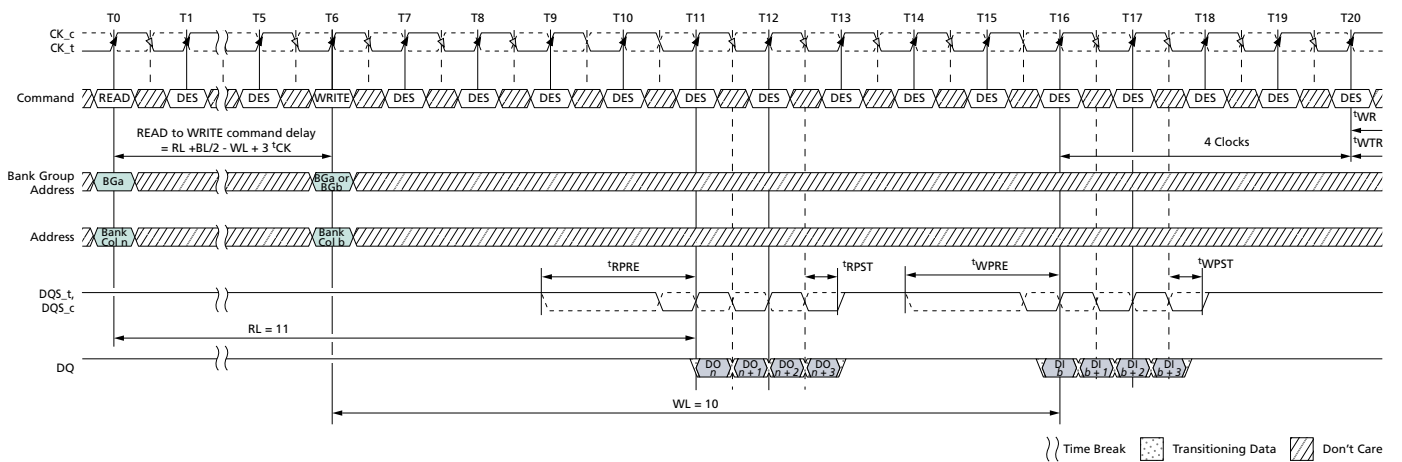 T0 T1 T5 T6 T7 T8 T9 T10 T11 T12 T13 T14 T15 T16 T17 T18 T19 T20
CK_c
CK_t
Command READ DES DES WRITE DES DES DES DES DES DES DES DES DES DES DES DES DES DES
tWR
READ to WRITE command delay
= RL +BL/2 - WL + 3 tCK
4 Clocks
tWTR
Bank Group
Address
BGa
BGa or
BGb
Address
Bank
Col n
Bank
Col b
tRPRE tRPST tWPRE tWPST
DQS_t,
DQS_c
RL = 11
DQ
DO
n
DO
n + 1
DO
n + 2
DO
n + 3
DI
b
DI
b + 1
DI
b + 2
DI
b + 3
WL = 10
Time Break Transitioning Data Don't Care